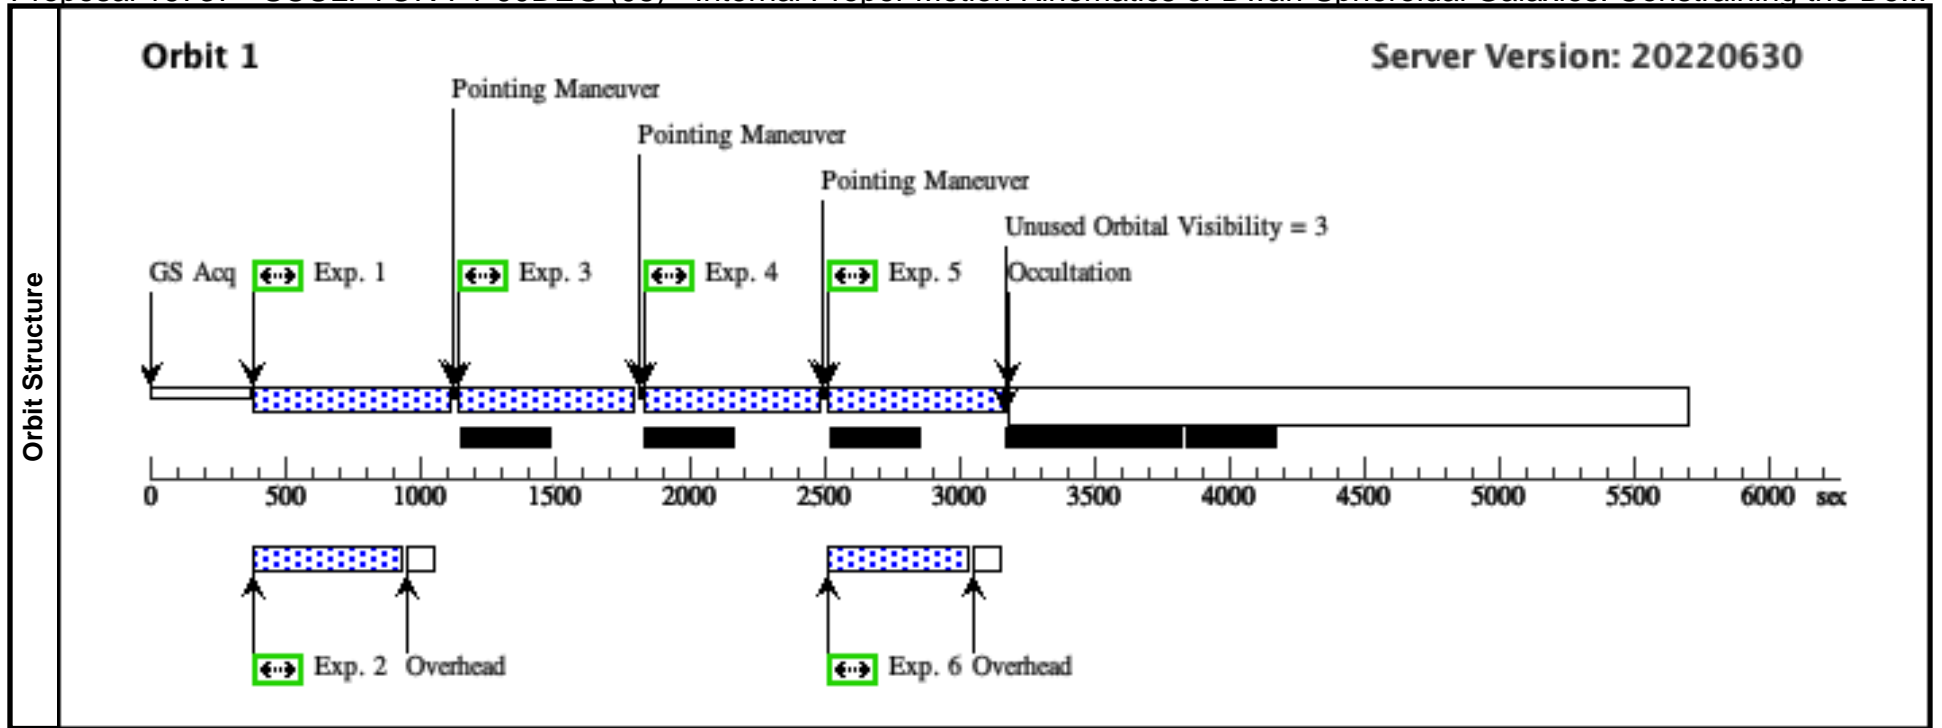 Orbit 1
Server Version: 20220630
Pointing Maneuver
Pointing Maneuver
Pointing Maneuver
Unused Orbital Visibility = 3
GS Acq
Exp. 1
Exp. 3
Exp. 4
Exp. 5
Occultation
Orbit Structure
0 500 1000 1500 2000 2500 3000 3500 4000 4500 5000 5500 6000 sec
Exp. 2
Overhead
Exp. 6
Overhead